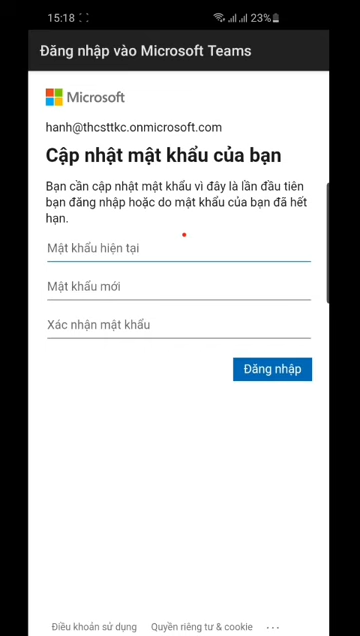 15:18 23%
Đăng nhập vào Microsoft Teams
Microsoft
hanh@thcsttkc.onmicrosoft.com
Cập nhật mật khẩu của bạn
Bạn cần cập nhật mật khẩu vì đây là lần đầu tiên
bạn đăng nhập hoặc do mật khẩu của bạn đã hết
hạn.
Mật khẩu hiện tại
Mật khẩu mới
Xác nhận mật khẩu
Đăng nhập
Điều khoản sử dụng Quyền riêng tư & cookie ...